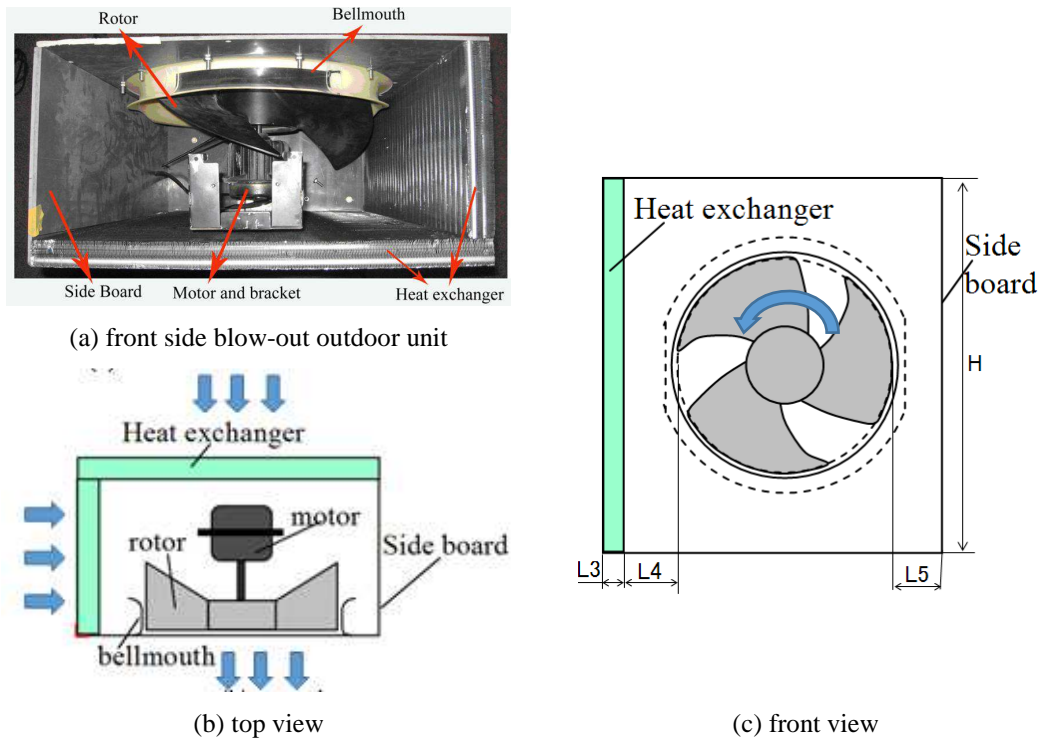 Rotor
Bellmouth
Side Board
Motor and bracket
Heat exchanger
(a) front side blow-out outdoor unit
Heat exchanger
motor
rotor
Side board
bellmouth
(b) top view
Heat exchanger
Side
board
H
L3
L4
L5
(c) front view